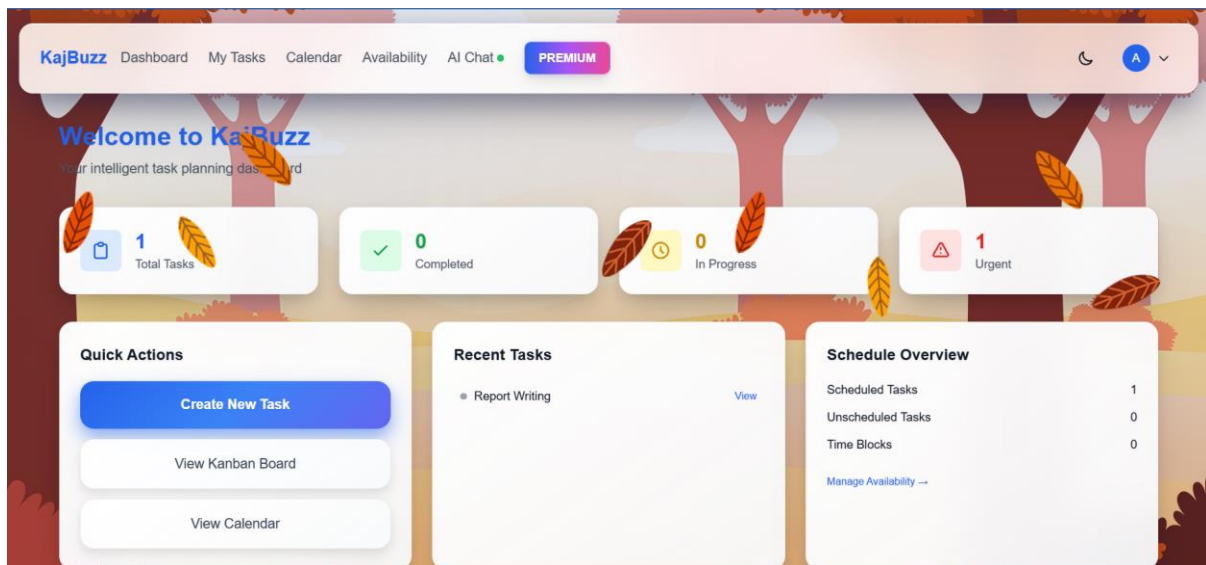 KajBuzz Dashboard My Tasks Calendar Availability AI Chat PREMIUM A
Welcome to KajBuzz
Your intelligent task planning dashboard
1
Total Tasks
0
Completed
0
In Progress
1
Urgent
Quick Actions
Create New Task
View Kanban Board
View Calendar
Recent Tasks
Report Writing View
Schedule Overview
Scheduled Tasks 1
Unscheduled Tasks 0
Time Blocks 0
Manage Availability →